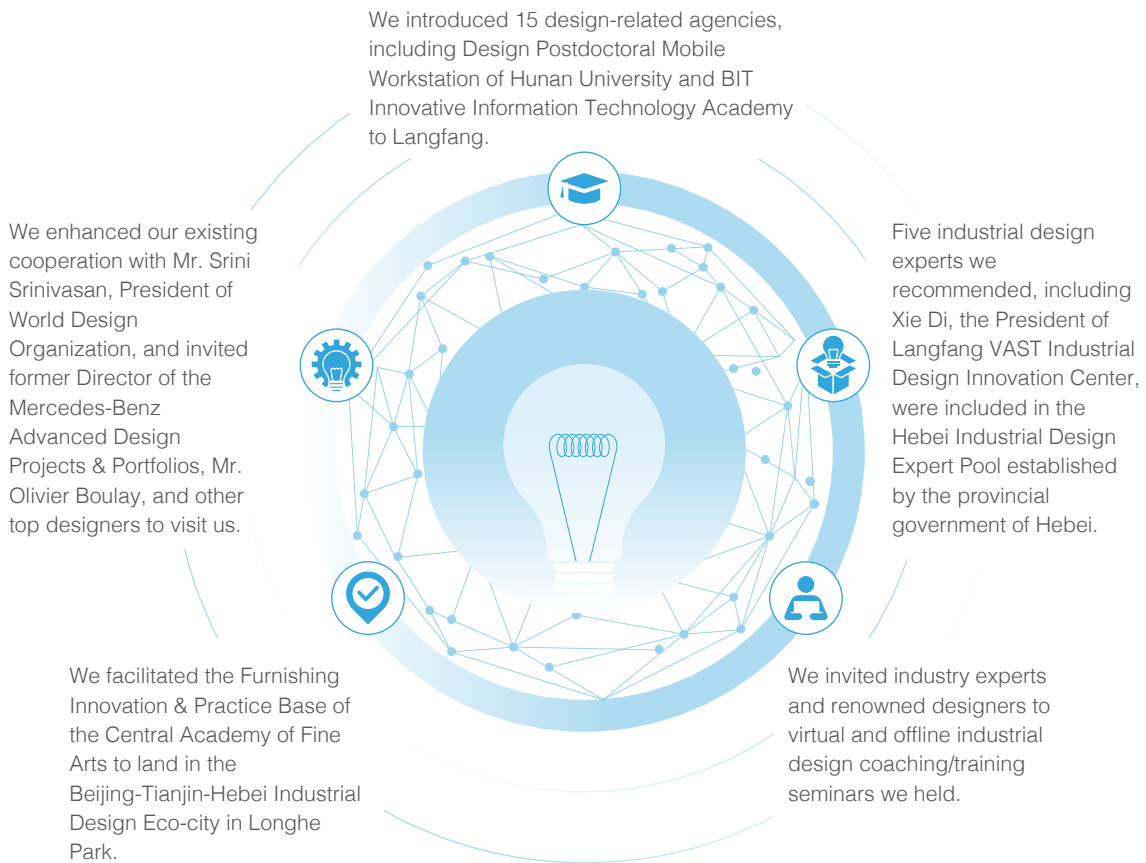 We introduced 15 design-related agencies,
including Design Postdoctoral Mobile
Workstation of Hunan University and BIT
Innovative Information Technology Academy
to Langfang.
We enhanced our existing
cooperation with Mr. Srini
Srinivasan, President of
World Design
Organization, and invited
former Director of the
Mercedes-Benz
Advanced Design
Projects & Portfolios, Mr.
Olivier Boulay, and other
top designers to visit us.
Five industrial design
experts we
recommended, including
Xie Di, the President of
Langfang VAST Industrial
Design Innovation Center,
were included in the
Hebei Industrial Design
Expert Pool established
by the provincial
government of Hebei.
We facilitated the Furnishing
Innovation & Practice Base of
the Central Academy of Fine
Arts to land in the
Beijing-Tianjin-Hebei Industrial
Design Eco-city in Longhe
Park.
We invited industry experts
and renowned designers to
virtual and offline industrial
design coaching/training
seminars we held.